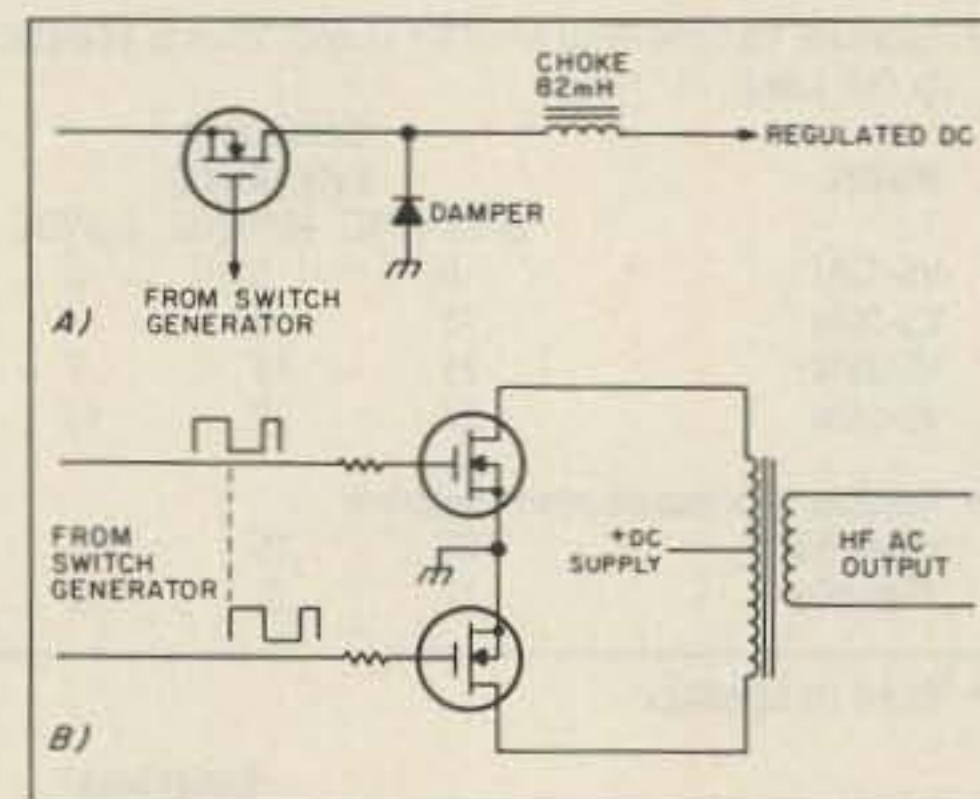 CHOKE
82mH
REGULATED DC
DAMPER
FROM SWITCH
GENERATOR
A)
FROM
SWITCH
GENERATOR
+DC
SUPPLY
HF AC
OUTPUT
B)